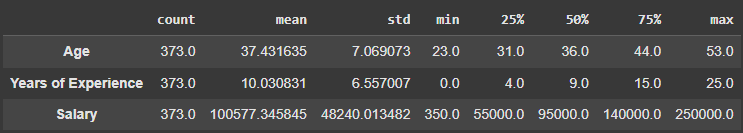 count mean std min 25% 50% 75% max
Age 373.0 37.431635 7.069073 23.0 31.0 36.0 44.0 53.0
Years of Experience 373.0 10.030831 6.557007 0.0 4.0 9.0 15.0 25.0
Salary 373.0 100577.345845 48240.013482 350.0 55000.0 95000.0 140000.0 250000.0